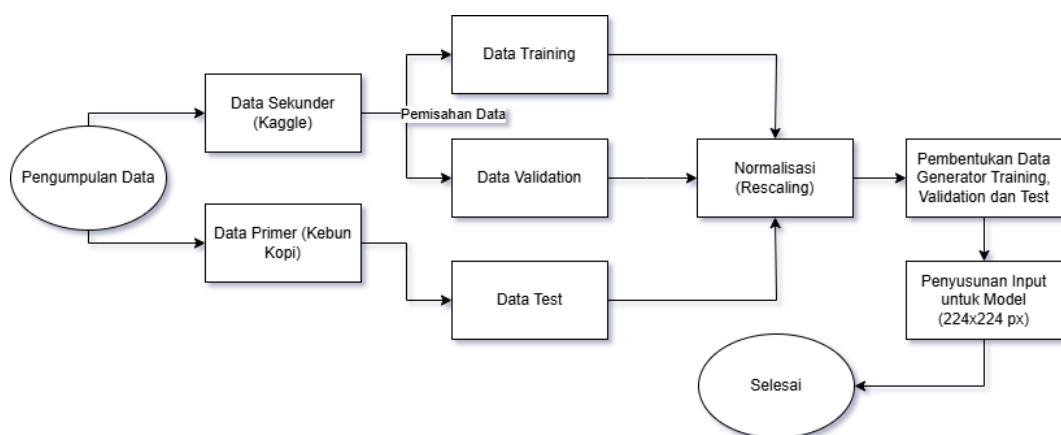 Pengumpulan Data
Data Sekunder
(Kaggle)
Pemisahan Data
Data Training
Data Validation
Data Primer (Kebun
Kopi)
Data Test
Normalisasi
(Rescaling)
Pembentukan Data
Generator Training,
Validation dan Test
Penyusunan Input
untuk Model
(224x224 px)
Selesai